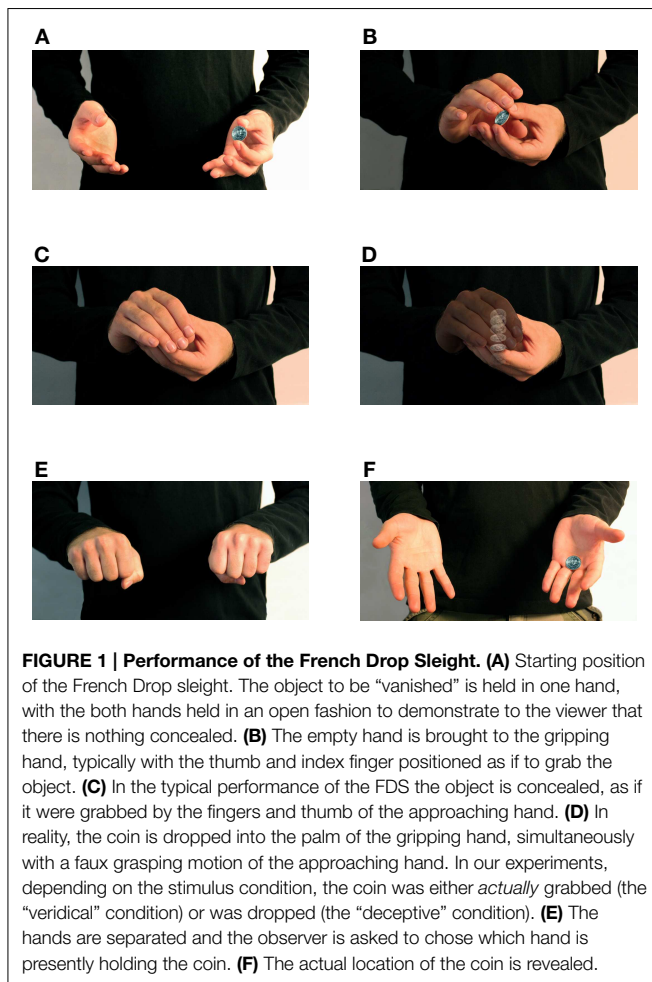 A
B
C
D
E
F
FIGURE 1 | Performance of the French Drop Sleight. (A) Starting position
of the French Drop sleight. The object to be “vanished” is held in one hand,
with the both hands held in an open fashion to demonstrate to the viewer that
there is nothing concealed. (B) The empty hand is brought to the gripping
hand, typically with the thumb and index finger positioned as if to grab the
object. (C) In the typical performance of the FDS the object is concealed, as if
it were grabbed by the fingers and thumb of the approaching hand. (D) In
reality, the coin is dropped into the palm of the gripping hand, simultaneously
with a faux grasping motion of the approaching hand. In our experiments,
depending on the stimulus condition, the coin was either actually grabbed (the
“veridical” condition) or was dropped (the “deceptive” condition). (E) The
hands are separated and the observer is asked to chose which hand is
presently holding the coin. (F) The actual location of the coin is revealed.